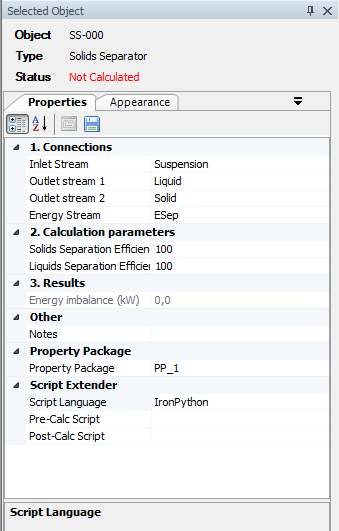 Selected Object
Object SS-000
Type Solids Separator
Status Not Calculated
Properties Appearance
1. Connections
Inlet Stream Suspension
Outlet stream 1 Liquid
Outlet stream 2 Solid
Energy Stream ESep
2. Calculation parameters
Solids Separation Efficien 100
Liquids Separation Efficien 100
3. Results
Energy imbalance (kW) 0,0
Other
Notes
Property Package
Property Package PP_1
Script Extender
Script Language IronPython
Pre-Calc Script
Post-Calc Script
Script Language